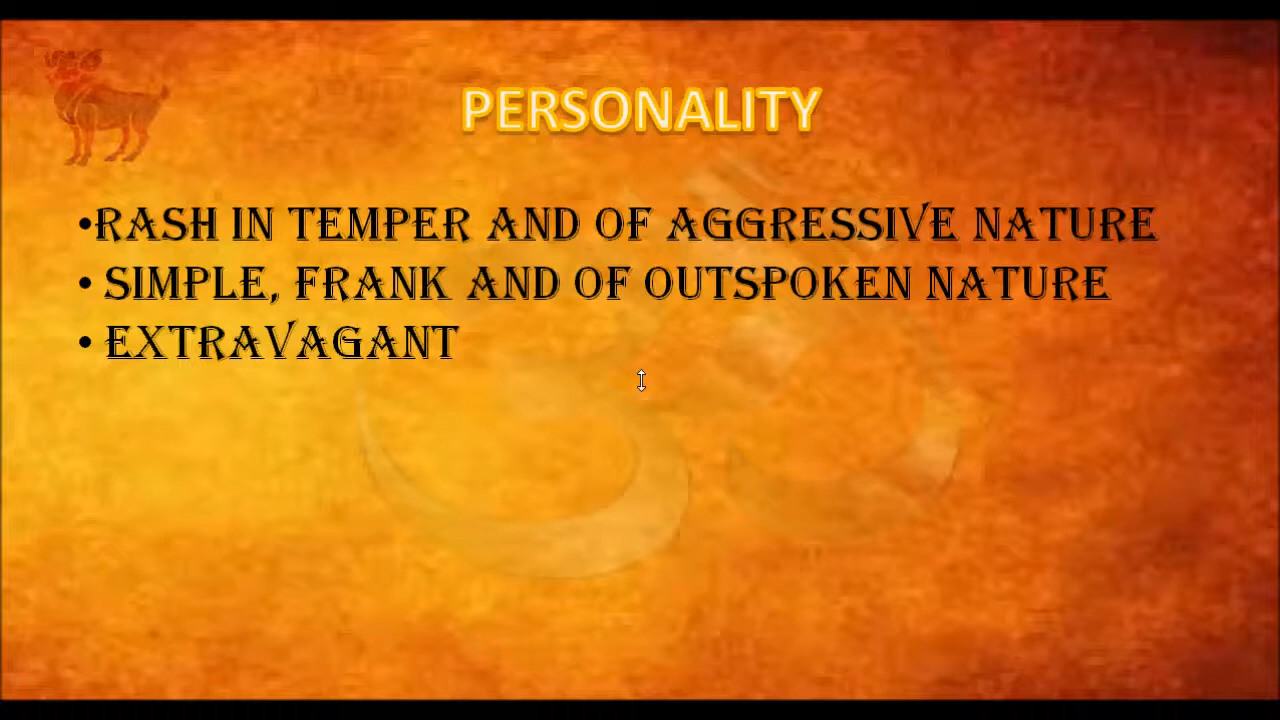 PERSONALITY
•RASH IN TEMPER AND OF AGGRESSIVE NATURE
• SIMPLE, FRANK AND OF OUTSPOKEN NATURE
• EXTRAVAGANT